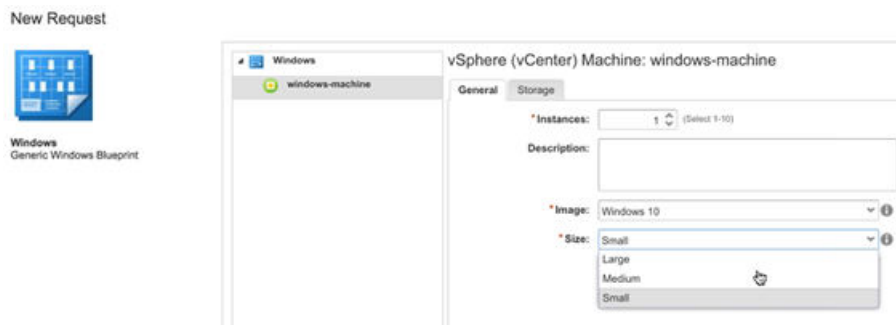 New Request
Windows
Generic Windows Blueprint
Windows
windows-machine
vSphere (vCenter) Machine: windows-machine
General Storage
*Instances: 1 (Select 1-10)
Description:
*Image: Windows 10
*Size: Small
Large
Medium
Small